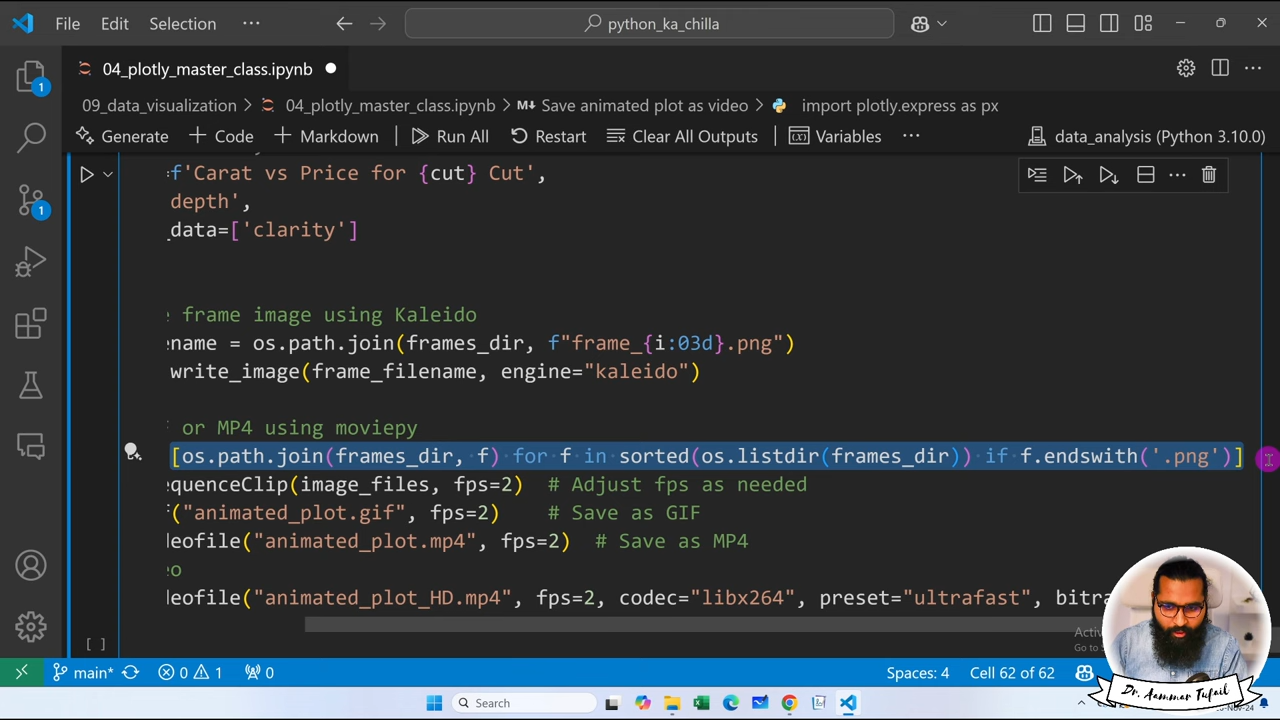 File Edit Selection ··· python_ka_chilla
04_plotly_master_class.ipynb
09_data_visualization > 04_plotly_master_class.ipynb > M↓ Save animated plot as video > import plotly.express as px
Generate + Code + Markdown Run All Restart Clear All Outputs Variables ··· data_analysis (Python 3.10.0)
f'Carat vs Price for {cut} Cut',
depth',
_data=['clarity']
e frame image using Kaleido
ename = os.path.join(frames_dir, f"frame_{i:03d}.png")
write_image(frame_filename, engine="kaleido")
or MP4 using moviepy
[os.path.join(frames_dir, f) for f in sorted(os.listdir(frames_dir)) if f.endswith('.png')]
equenceClip(image_files, fps=2) # Adjust fps as needed
f("animated_plot.gif", fps=2) # Save as GIF
deofile("animated_plot.mp4", fps=2) # Save as MP4
eo
deofile("animated_plot_HD.mp4", fps=2, codec="libx264", preset="ultrafast", bitra
[ ]
main* 0 1 0 Spaces: 4 Cell 62 of 62
Search
Dr. Aammar Tufail